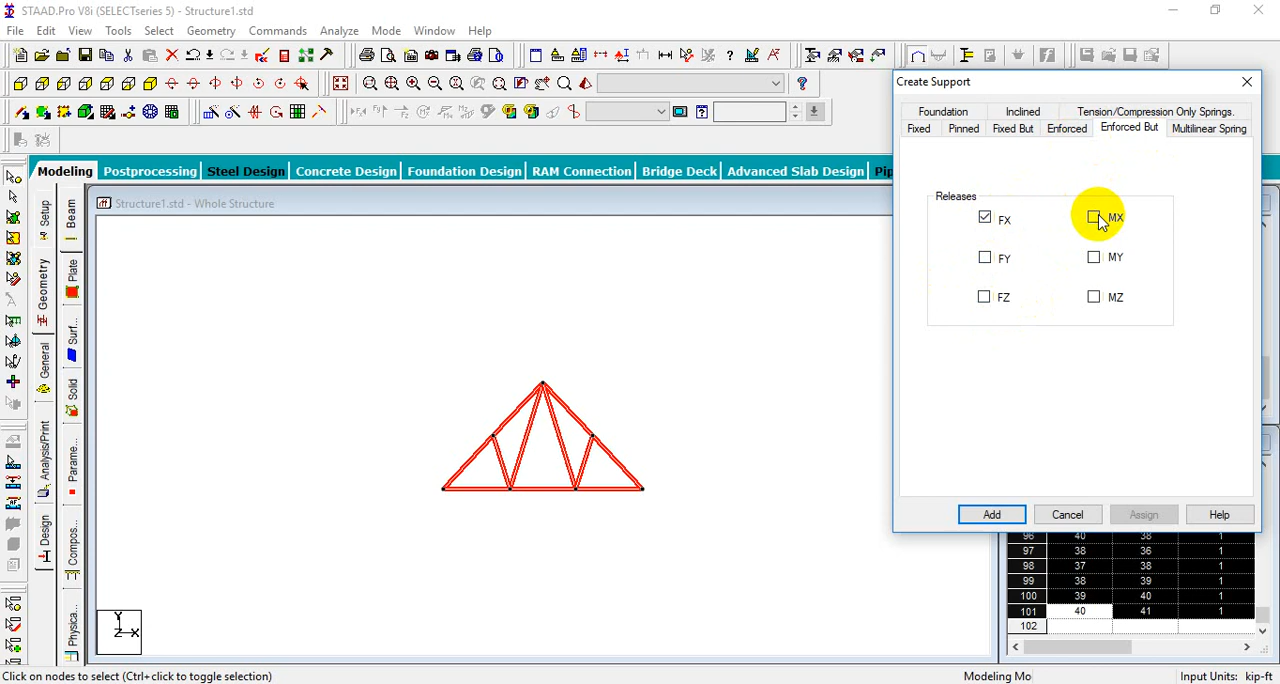 STAAD.Pro V8i (SELECTseries 5) - Structure1.std
File Edit View Tools Select Geometry Commands Analyze Mode Window Help
Create Support
Foundation Inclined Tension/Compression Only Springs.
Fixed Pinned Fixed But Enforced Enforced But Multilinear Spring
Modeling Postprocessing Steel Design Concrete Design Foundation Design RAM Connection Bridge Deck Advanced Slab Design
Structure1.std - Whole Structure
Setup
Geometry
General
Analysis/Print
Design
Beam
Plate
Surf...
Solid
Parame...
Compos...
Physica...
Releases
FX MX
FY MY
FZ MZ
Add Cancel Assign Help
96 40 38 1
97 38 36 1
98 37 38 1
99 38 39 1
100 39 40 1
101 40 41 1
102
Y
Z X
Click on nodes to select (Ctrl+click to toggle selection) Modeling Mo Input Units: kip-ft